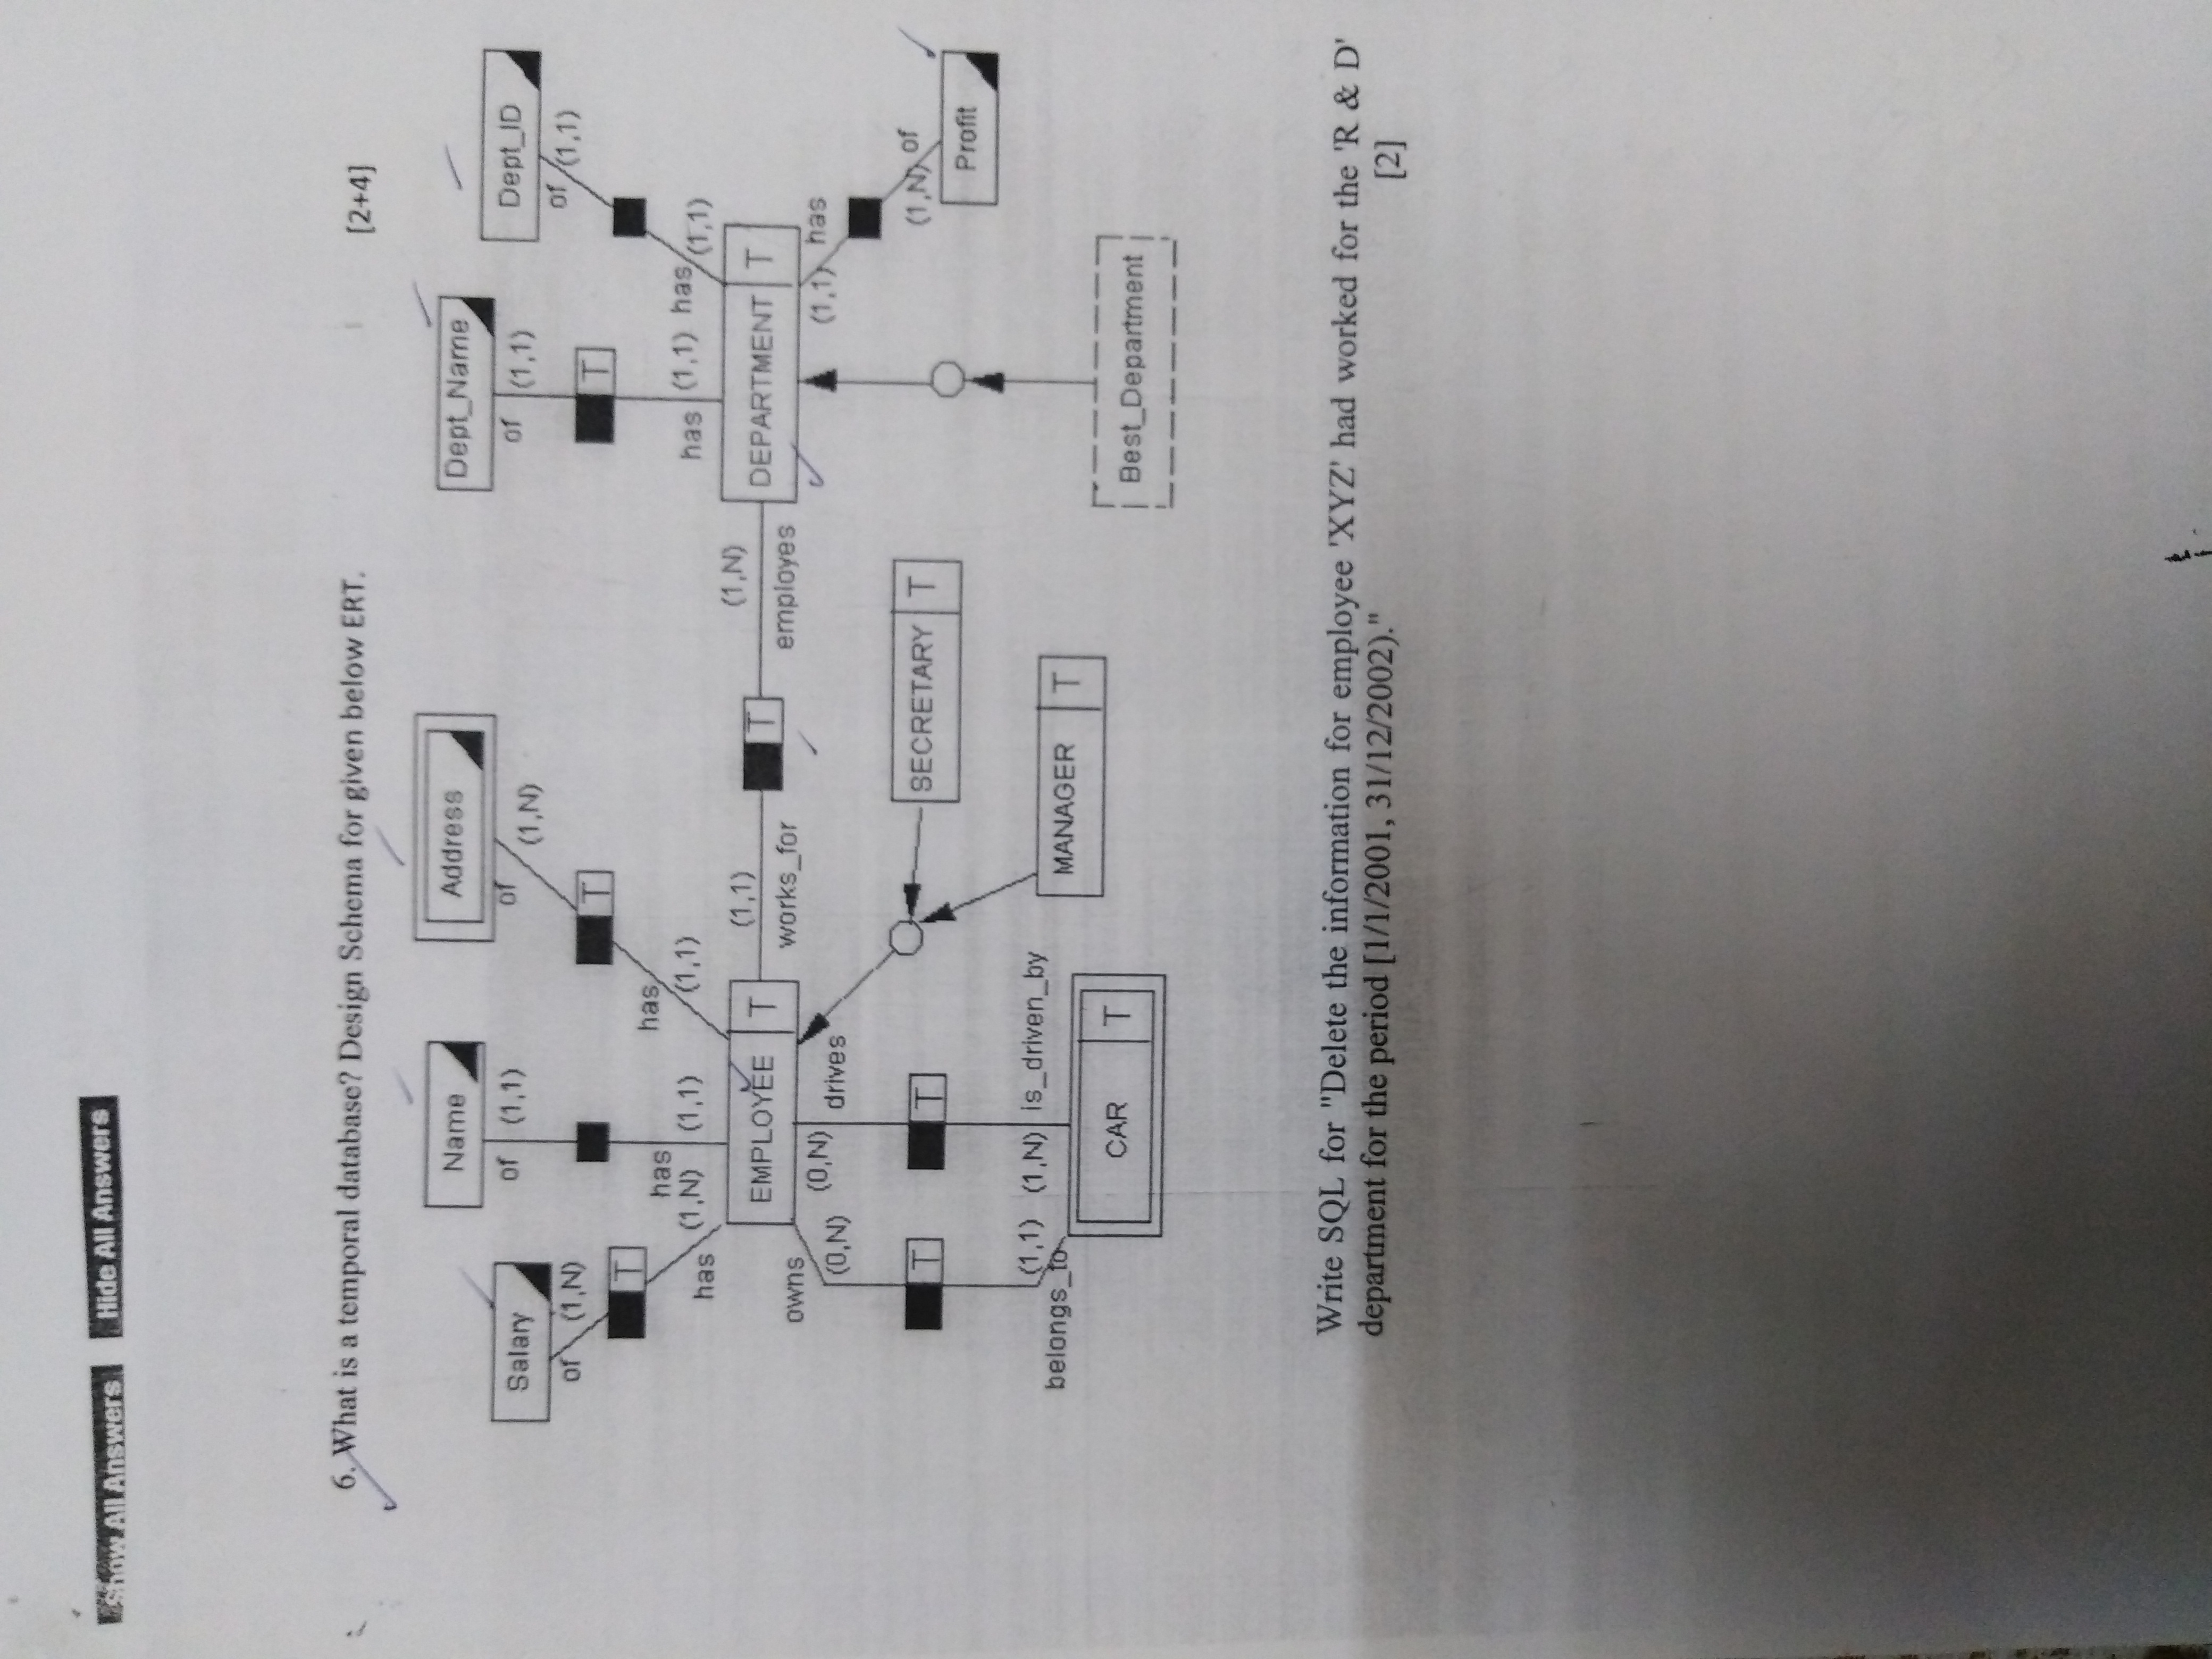 Show All Answers Hide All Answers
6. What is a temporal database? Design Schema for given below ERT. [2+4]
Salary
Name
Address
Dept_Name
Dept_ID
of (1,N)
of (1,1)
of (1,N)
of (1,1)
of (1,1)
T
T
T
has (1,N)
has (1,1)
has (1,1)
has (1,1)
has (1,1)
EMPLOYEE T
(1,1)
works_for
T
(1,N)
employes
DEPARTMENT T
owns (0,N)
(0,N) drives
(1,1) has
T
T
SECRETARY T
(1,N) of
Profit
MANAGER T
belongs_to (1,1)
(1,N) is_driven_by
CAR T
Best_Department
Write SQL for "Delete the information for employee 'XYZ' had worked for the 'R & D'
department for the period [1/1/2001, 31/12/2002)." [2]